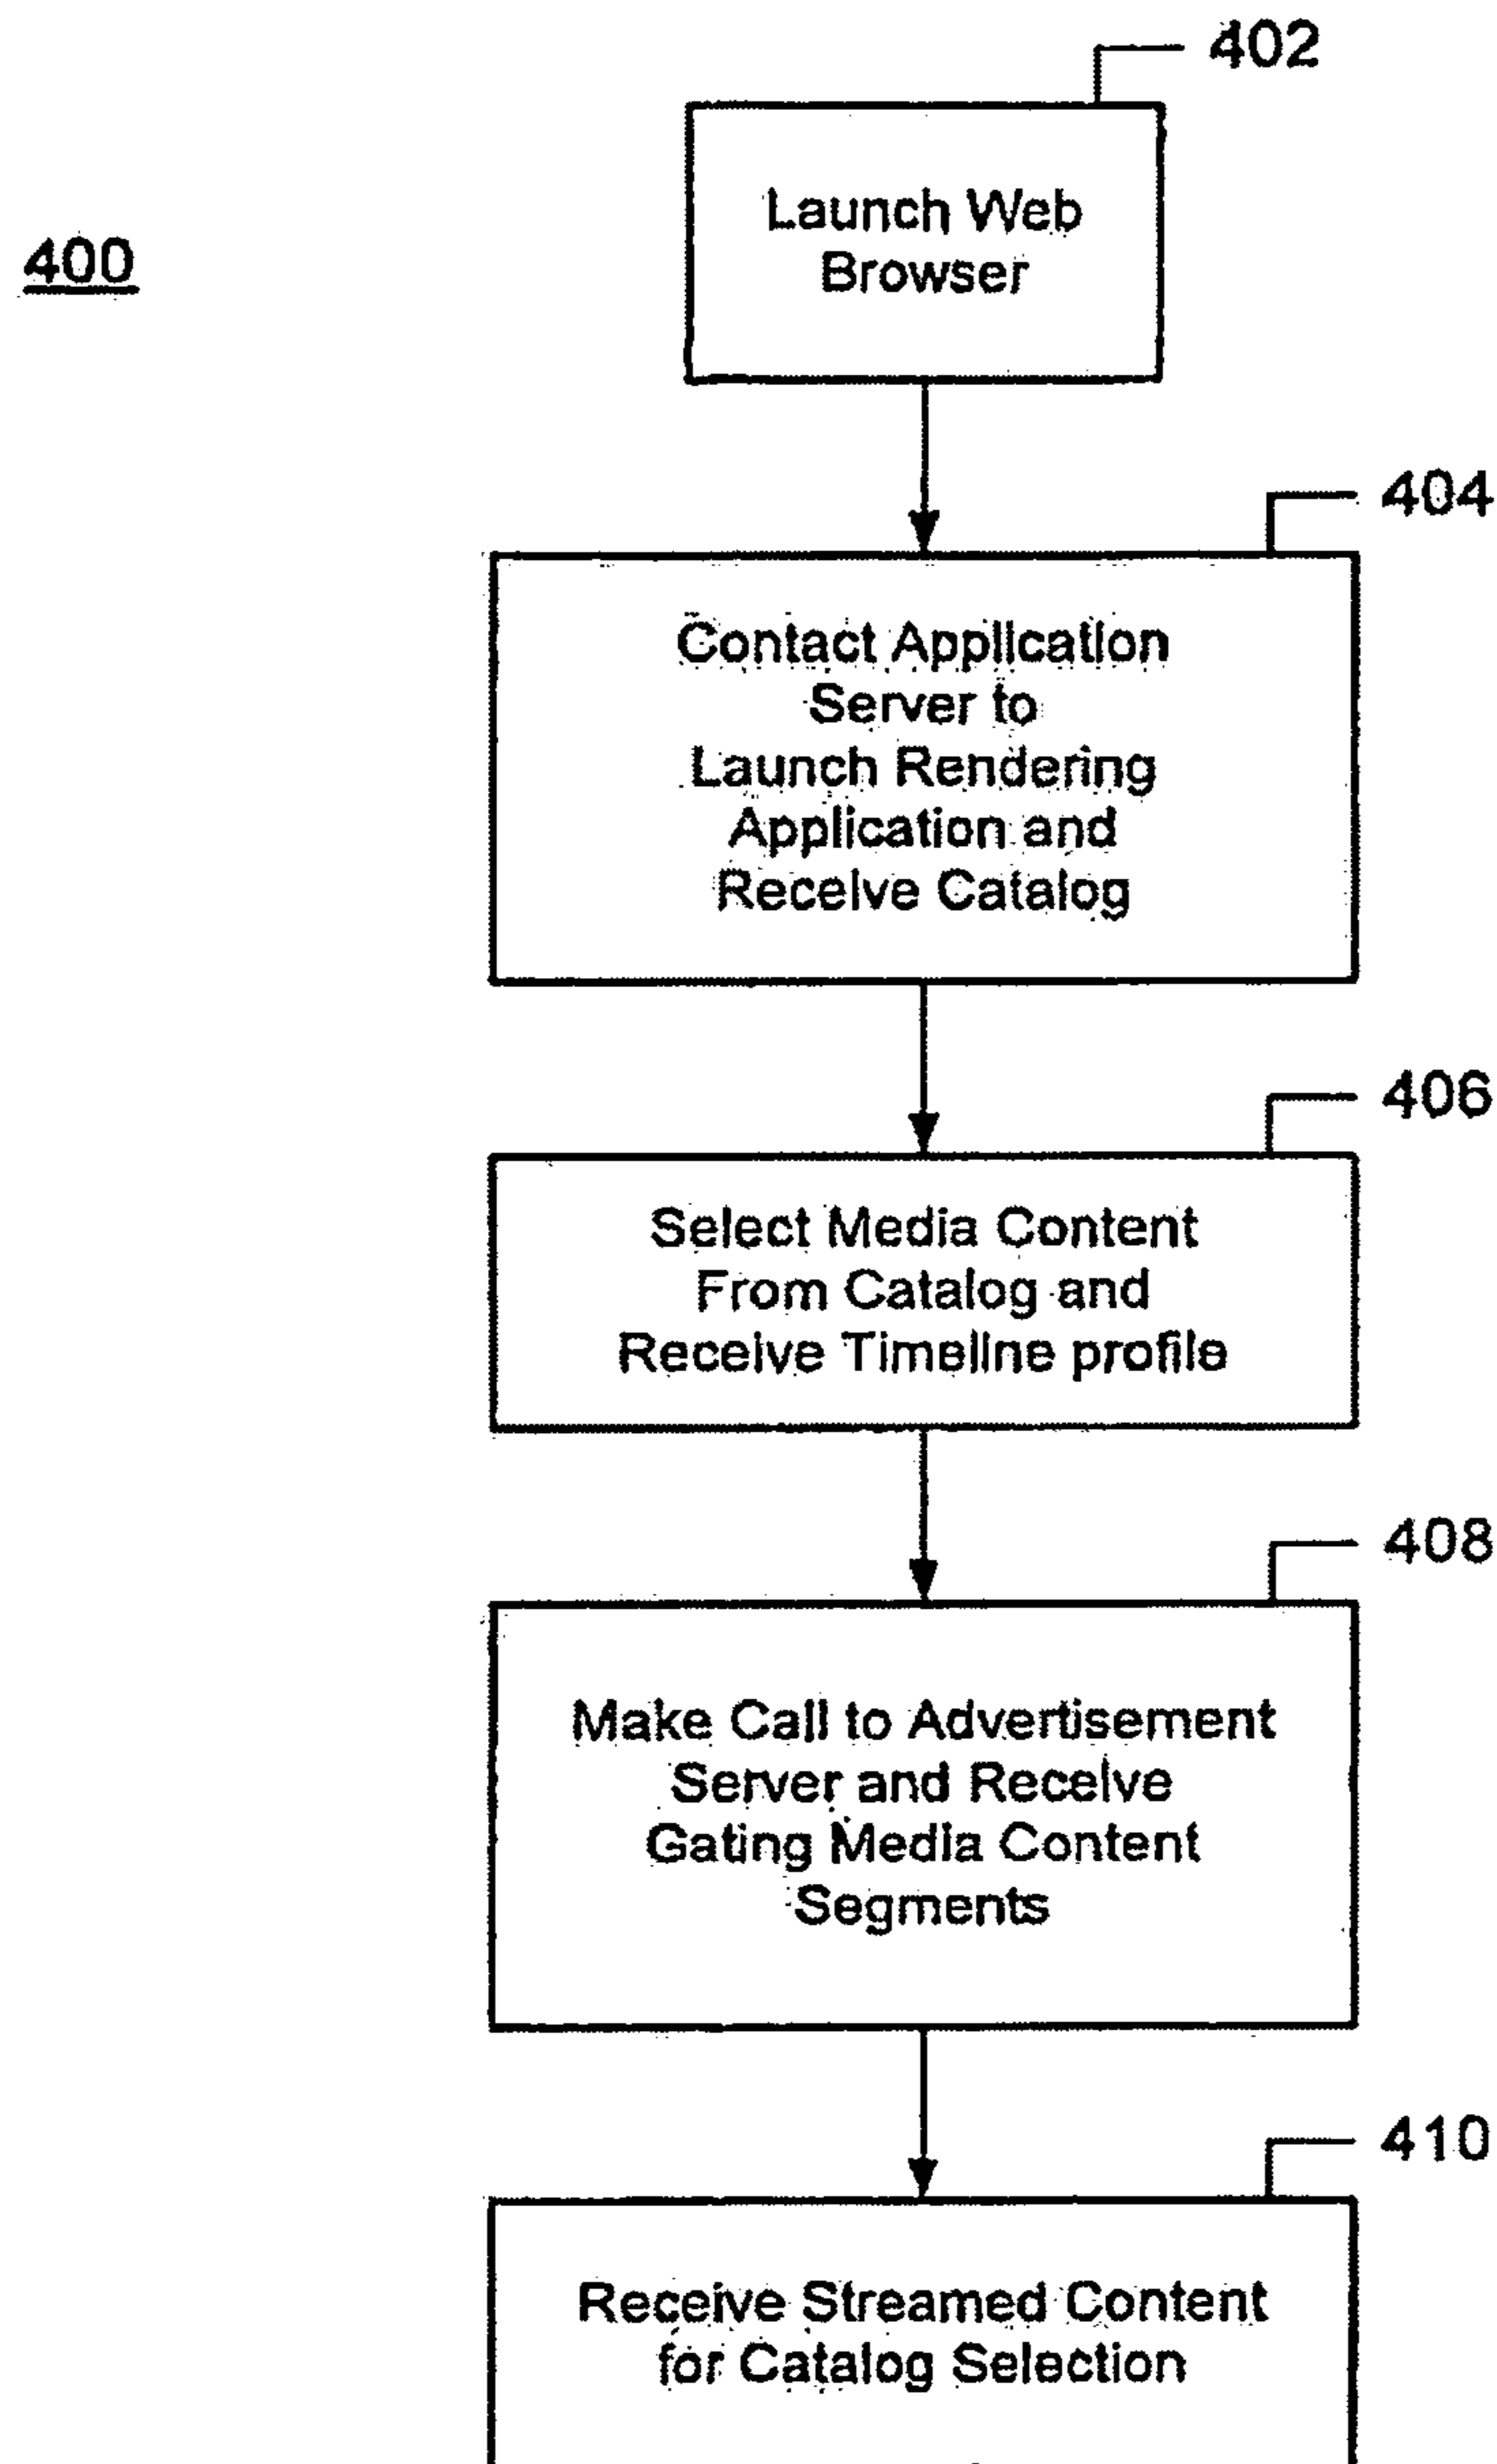 402
Launch Web
Browser
400
404
Contact Application
Server to
Launch Rendering
Application and
Receive Catalog
406
Select Media Content
From Catalog and
Receive Timeline profile
408
Make Call to Advertisement
Server and Receive
Gating Media Content
Segments
410
Receive Streamed Content
for Catalog Selection